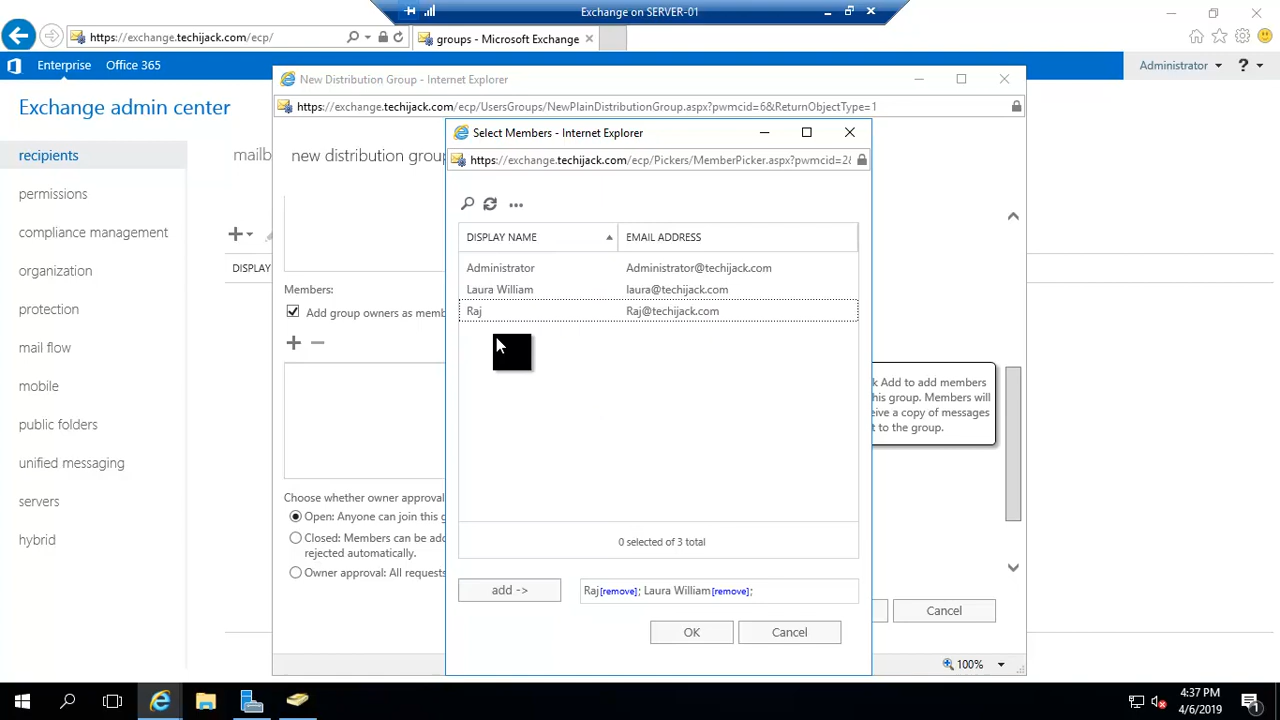 Exchange on SERVER-01
https://exchange.techijack.com/ecp/
groups - Microsoft Exchange
Enterprise
Office 365
Administrator
?
Exchange admin center
recipients
permissions
compliance management
organization
protection
mail flow
mobile
public folders
unified messaging
servers
hybrid
mailb
DISPLAY
New Distribution Group - Internet Explorer
https://exchange.techijack.com/ecp/UsersGroups/NewPlainDistributionGroup.aspx?pwmcid=6&ReturnObjectType=1
new distribution group
Members:
Add group owners as memb
Choose whether owner approval
Open: Anyone can join this g
Closed: Members can be add
rejected automatically.
Owner approval: All requests
k Add to add members
his group. Members will
eive a copy of messages
t to the group.
Cancel
100%
Select Members - Internet Explorer
https://exchange.techijack.com/ecp/Pickers/MemberPicker.aspx?pwmcid=2&
DISPLAY NAME
EMAIL ADDRESS
Administrator
Administrator@techijack.com
Laura William
laura@techijack.com
Raj
Raj@techijack.com
0 selected of 3 total
add ->
Raj[remove]; Laura William[remove];
OK
Cancel
4:37 PM
4/6/2019
1